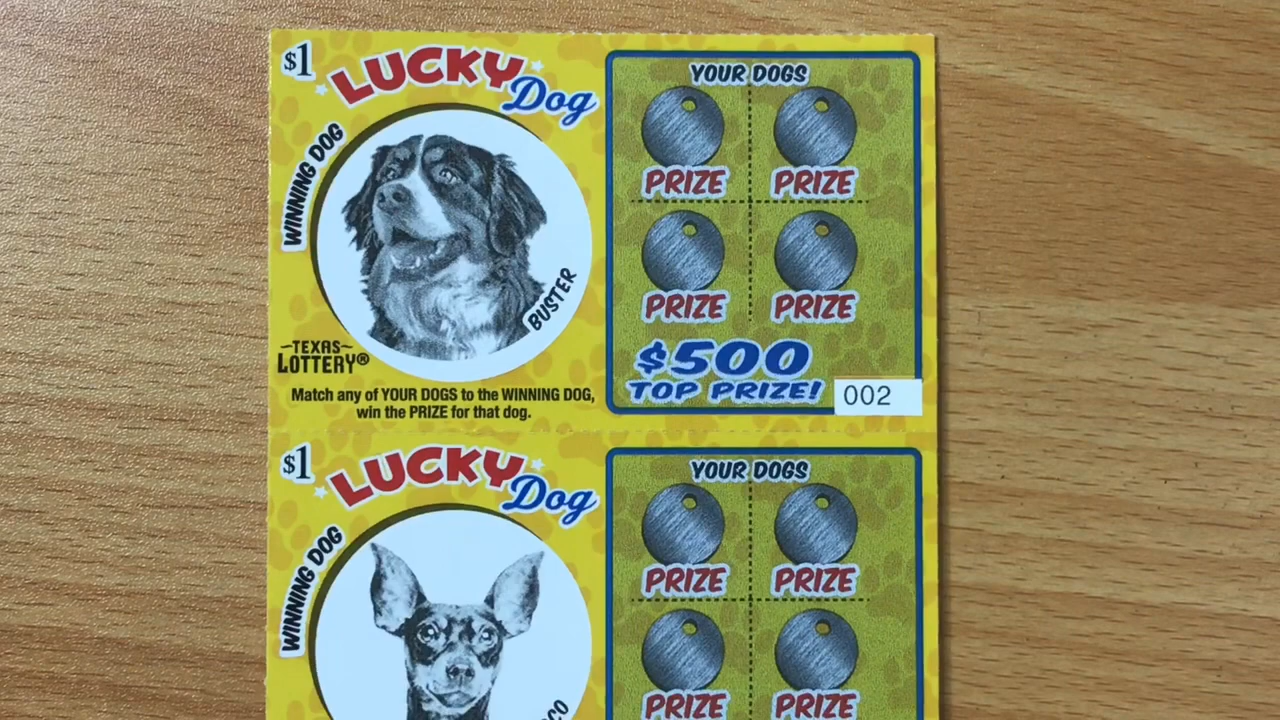 $1
LUCKY
Dog
WINNING DOG
BUSTER
TEXAS
LOTTERY®
Match any of YOUR DOGS to the WINNING DOG,
win the PRIZE for that dog.
YOUR DOGS
PRIZE PRIZE
PRIZE PRIZE
$500
TOP PRIZE!
002
$1
LUCKY
Dog
WINNING DOG
YOUR DOGS
PRIZE PRIZE
PRIZE PRIZE